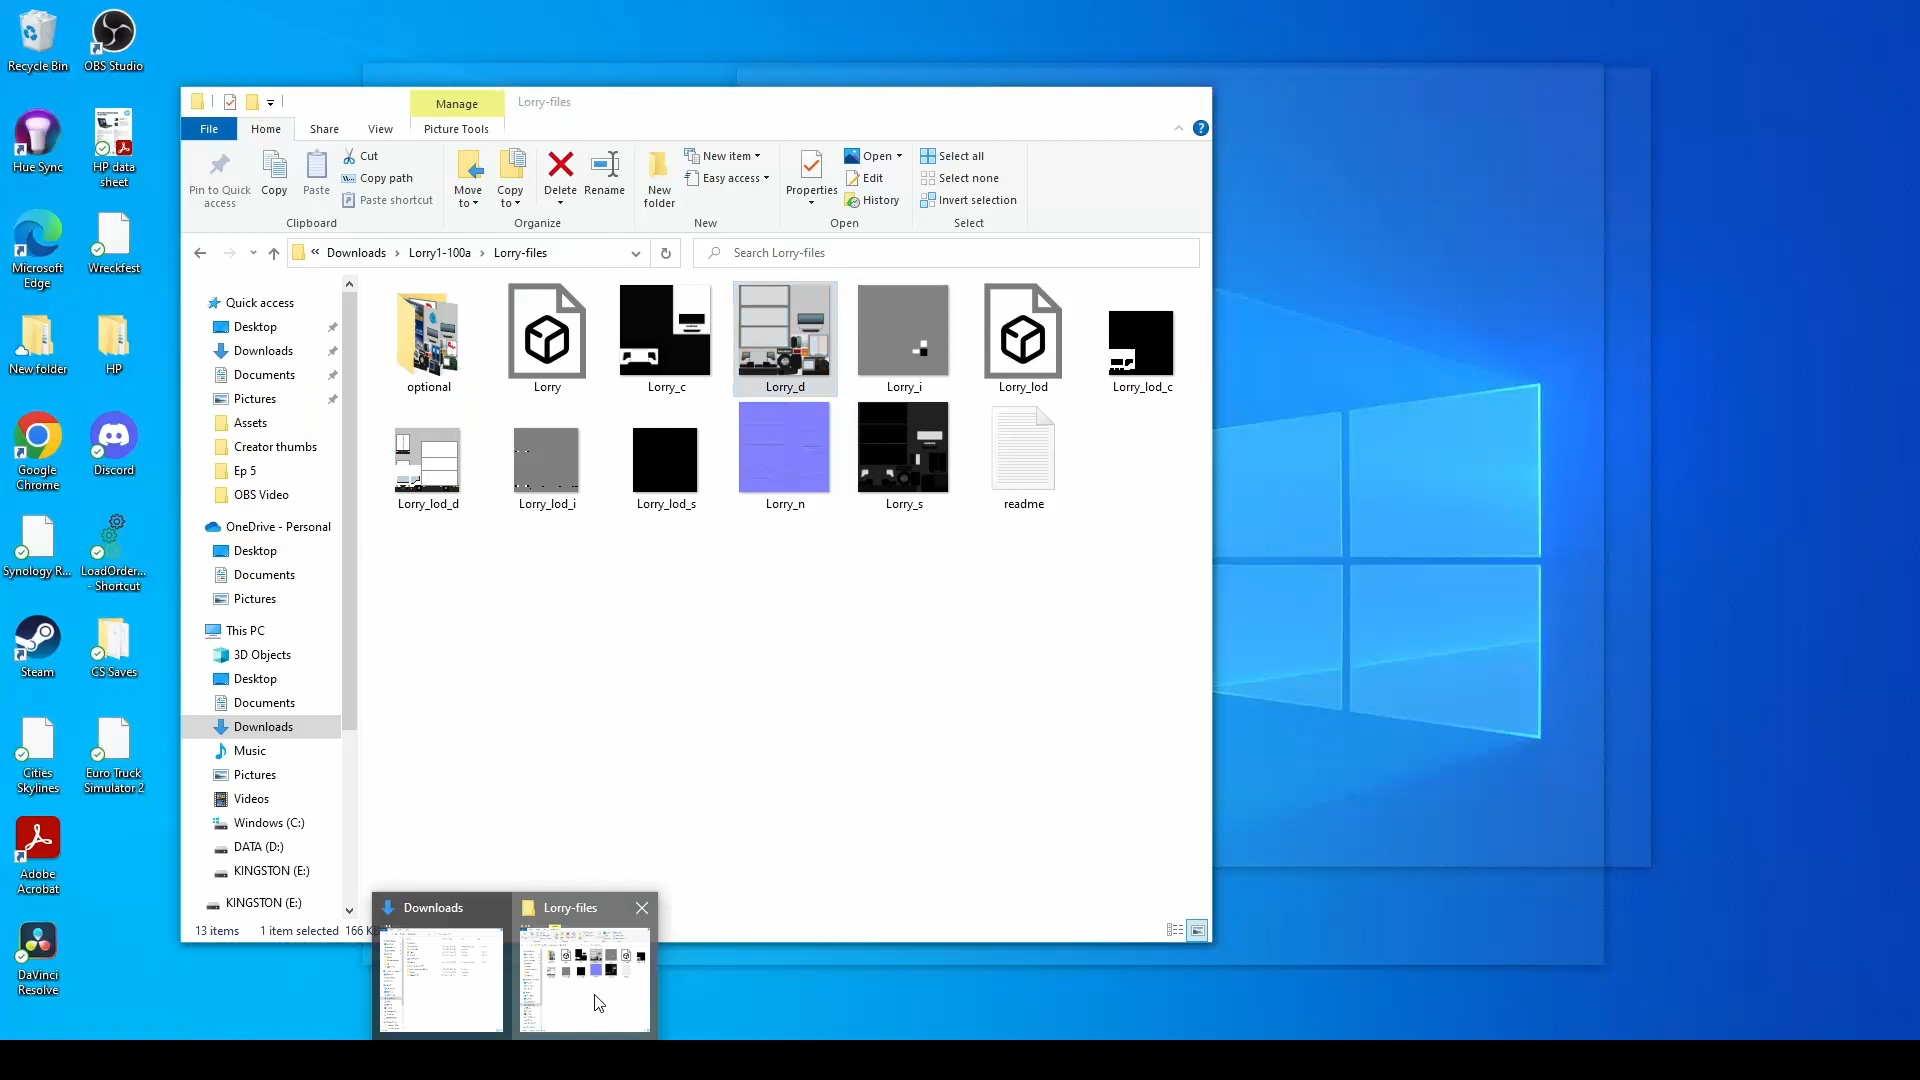 Recycle Bin
OBS Studio
Hue Sync
HP data
sheet
Microsoft
Edge
Wreckfest
New folder
HP
Google
Chrome
Discord
Synology R...
LoadOrder...
- Shortcut
Steam
CS Saves
Cities
Skylines
Euro Truck
Simulator 2
Adobe
Acrobat
DaVinci
Resolve
Manage
Lorry-files
File
Home
Share
View
Picture Tools
Pin to Quick
access
Copy
Paste
Cut
Copy path
Paste shortcut
Clipboard
Move
to
Copy
to
Delete
Rename
Organize
New
folder
New item
Easy access
New
Properties
Open
Edit
History
Open
Select all
Select none
Invert selection
Select
« Downloads › Lorry1-100a › Lorry-files
Search Lorry-files
Quick access
Desktop
Downloads
Documents
Pictures
Assets
Creator thumbs
Ep 5
OBS Video
OneDrive - Personal
Desktop
Documents
Pictures
This PC
3D Objects
Desktop
Documents
Downloads
Music
Pictures
Videos
Windows (C:)
DATA (D:)
KINGSTON (E:)
KINGSTON (E:)
optional
Lorry
Lorry_c
Lorry_d
Lorry_i
Lorry_lod
Lorry_lod_c
Lorry_lod_d
Lorry_lod_i
Lorry_lod_s
Lorry_n
Lorry_s
readme
13 items
1 item selected 166 K
Downloads
Lorry-files